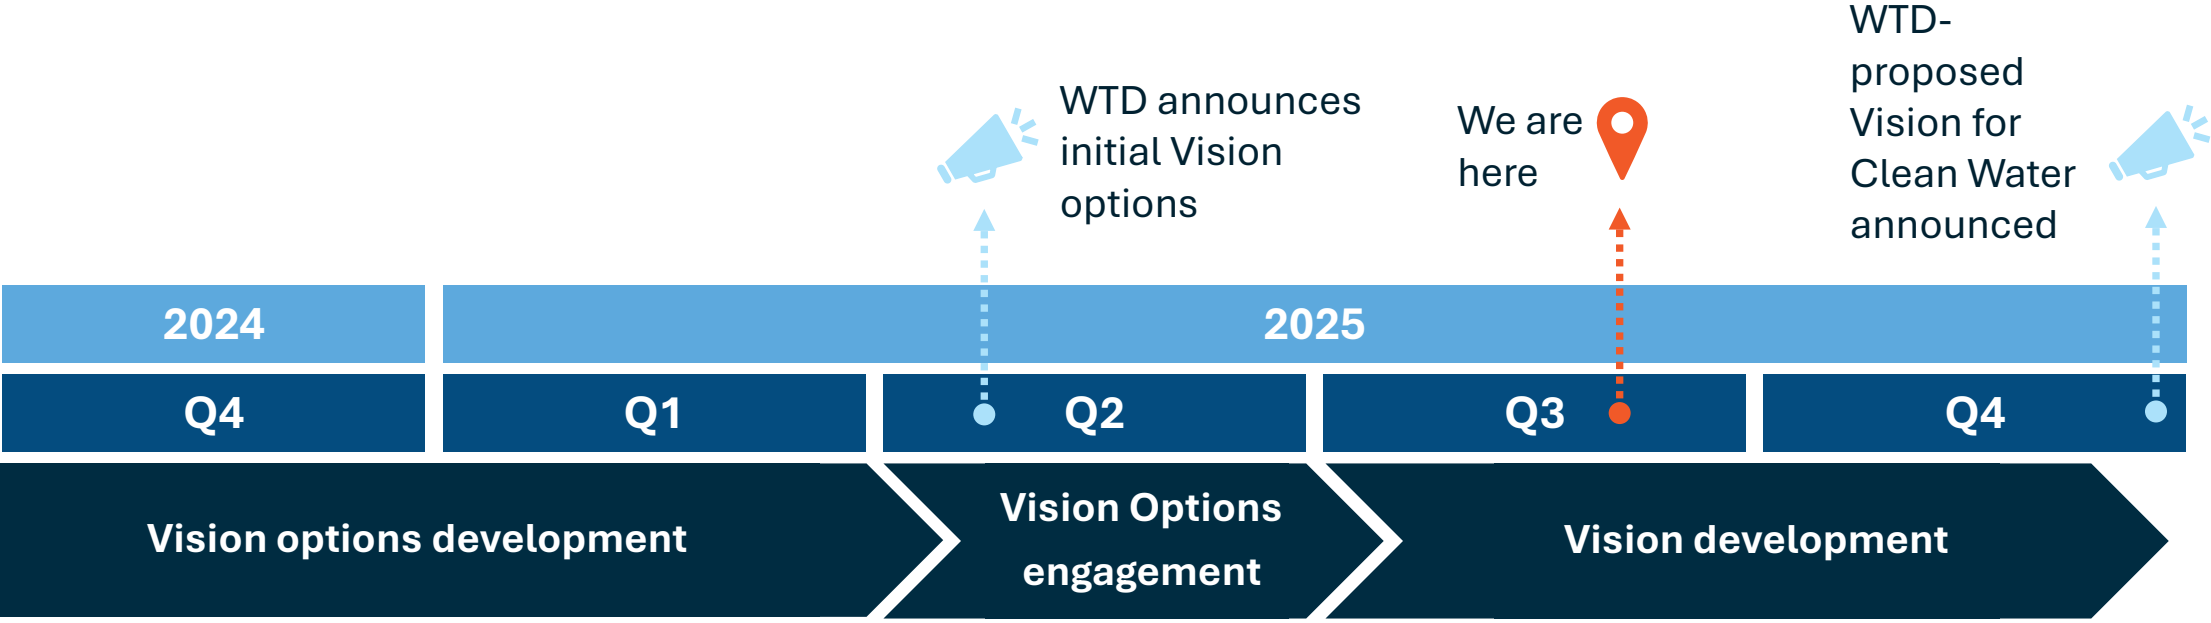 WTD announces
initial Vision
options
We are
here
WTD-
proposed
Vision for
Clean Water
announced
2024
2025
Q4
Q1
Q2
Q3
Q4
Vision options development
Vision Options
engagement
Vision development